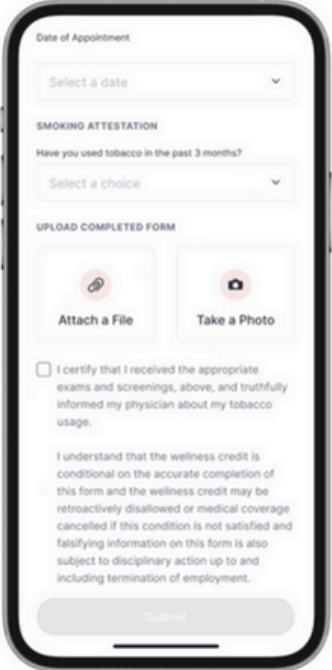 Date of Appointment
Select a date
SMOKING ATTESTATION
Have you used tobacco in the past 3 months?
Select a choice
UPLOAD COMPLETED FORM
Attach a File
Take a Photo
I certify that I received the appropriate
exams and screenings, above, and truthfully
informed my physician about my tobacco
usage.
I understand that the wellness credit is
conditional on the accurate completion of
this form and the wellness credit may be
retroactively disallowed or medical coverage
cancelled if this condition is not satisfied and
falsifying information on this form is also
subject to disciplinary action up to and
including termination of employment.
Submit